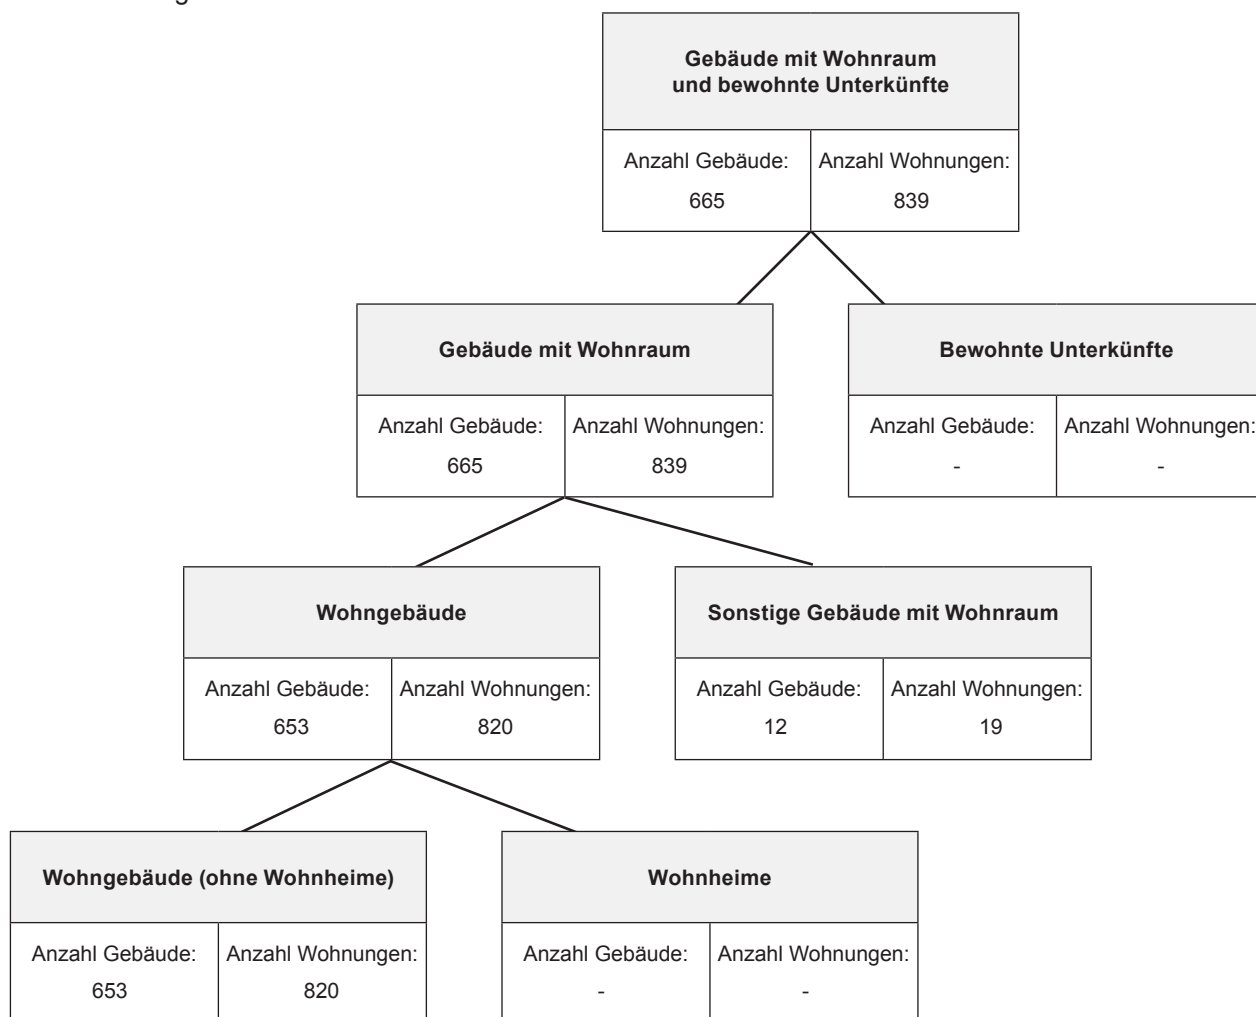 Gebäude mit Wohnraum
und bewohnte Unterkünfte
Anzahl Gebäude: Anzahl Wohnungen:
665 839
Gebäude mit Wohnraum
Anzahl Gebäude: Anzahl Wohnungen:
665 839
Bewohnte Unterkünfte
Anzahl Gebäude: Anzahl Wohnungen:
- -
Wohngebäude
Anzahl Gebäude: Anzahl Wohnungen:
653 820
Sonstige Gebäude mit Wohnraum
Anzahl Gebäude: Anzahl Wohnungen:
12 19
Wohngebäude (ohne Wohnheime)
Anzahl Gebäude: Anzahl Wohnungen:
653 820
Wohnheime
Anzahl Gebäude: Anzahl Wohnungen:
- -